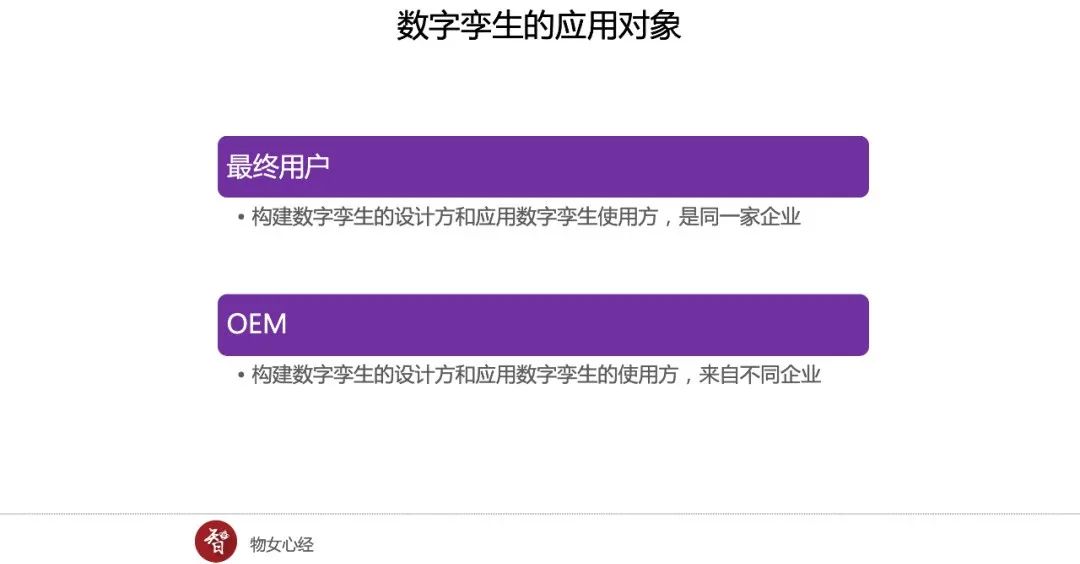 数字孪生的应用对象
最终用户
• 构建数字孪生的设计方和应用数字孪生使用方，是同一家企业
OEM
• 构建数字孪生的设计方和应用数字孪生的使用方，来自不同企业
智
物女心经